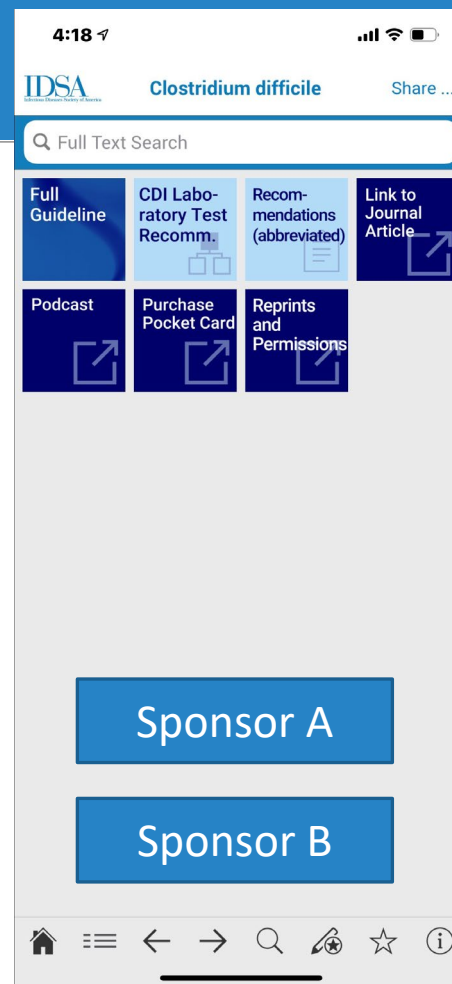 4:18
IDSA
Infectious Diseases Society of America
Clostridium difficile
Share ...
Full Text Search
Full
Guideline
CDI Labo-
ratory Test
Recomm.
Recom-
mendations
(abbreviated)
Link to
Journal
Article
Podcast
Purchase
Pocket Card
Reprints
and
Permissions
Sponsor A
Sponsor B